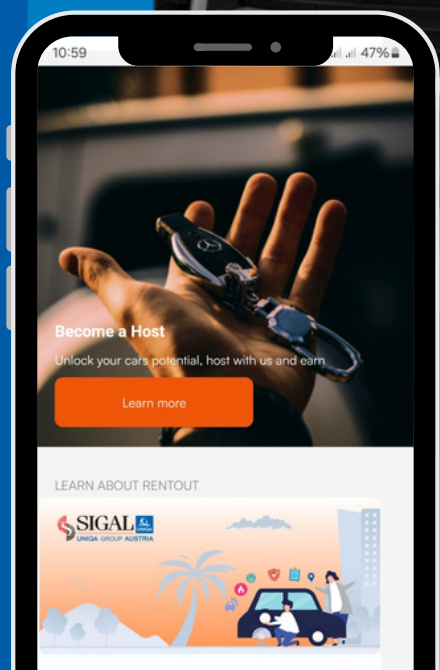 10:59
47%
Become a Host
Unlock your cars potential, host with us and earn
Learn more
LEARN ABOUT RENTOUT
SIGAL UNIQA
UNIQA GROUP AUSTRIA